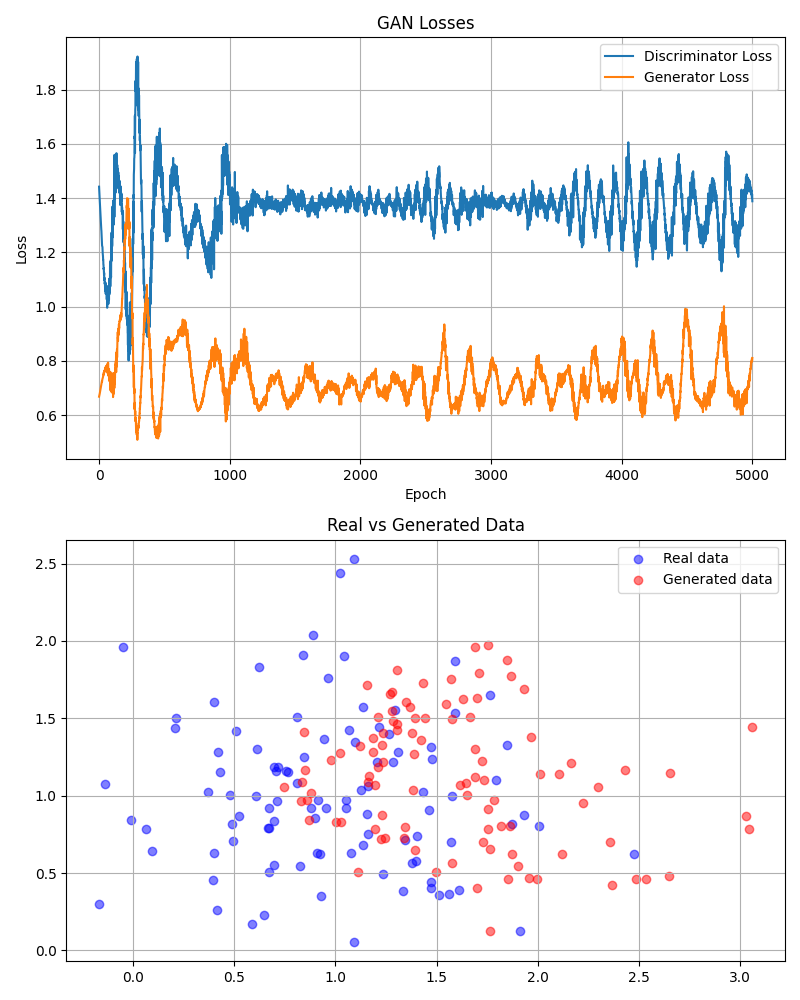 GAN Losses
Discriminator Loss
Generator Loss
1.8
1.6
1.4
1.2
1.0
0.8
0.6
Loss
0 1000 2000 3000 4000 5000
Epoch
Real vs Generated Data
Real data
Generated data
2.5
2.0
1.5
1.0
0.5
0.0
0.0 0.5 1.0 1.5 2.0 2.5 3.0